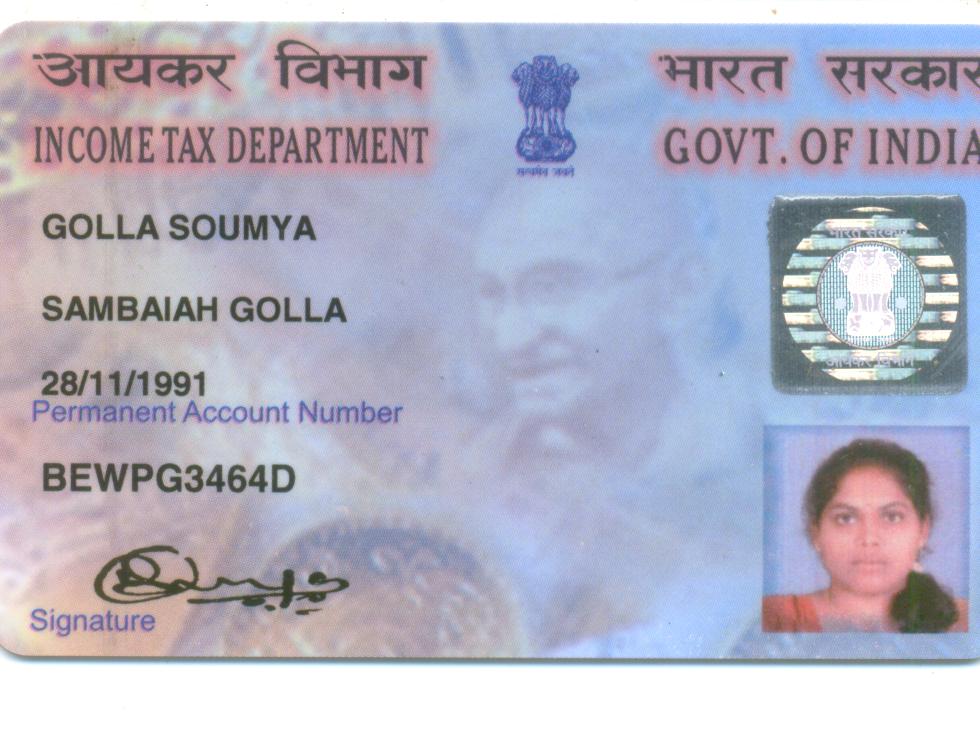 आयकर विभाग
भारत सरकार
INCOME TAX DEPARTMENT
GOVT. OF INDIA
सत्यमेव जयते
GOLLA SOUMYA
भारत सरकार
SAMBAIAH GOLLA
आयकर विभाग
28/11/1991
Permanent Account Number
BEWPG3464D
Signature